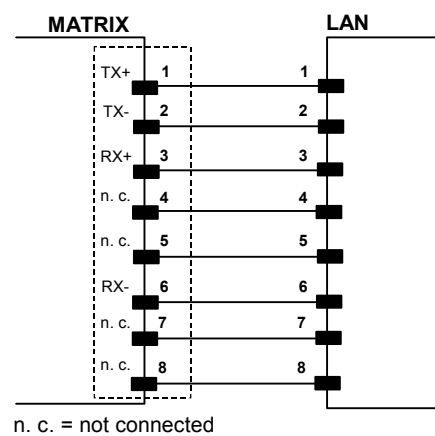 MATRIX LAN
TX+ 1 1
TX- 2 2
RX+ 3 3
n. c. 4 4
n. c. 5 5
RX- 6 6
n. c. 7 7
n. c. 8 8
n. c. = not connected